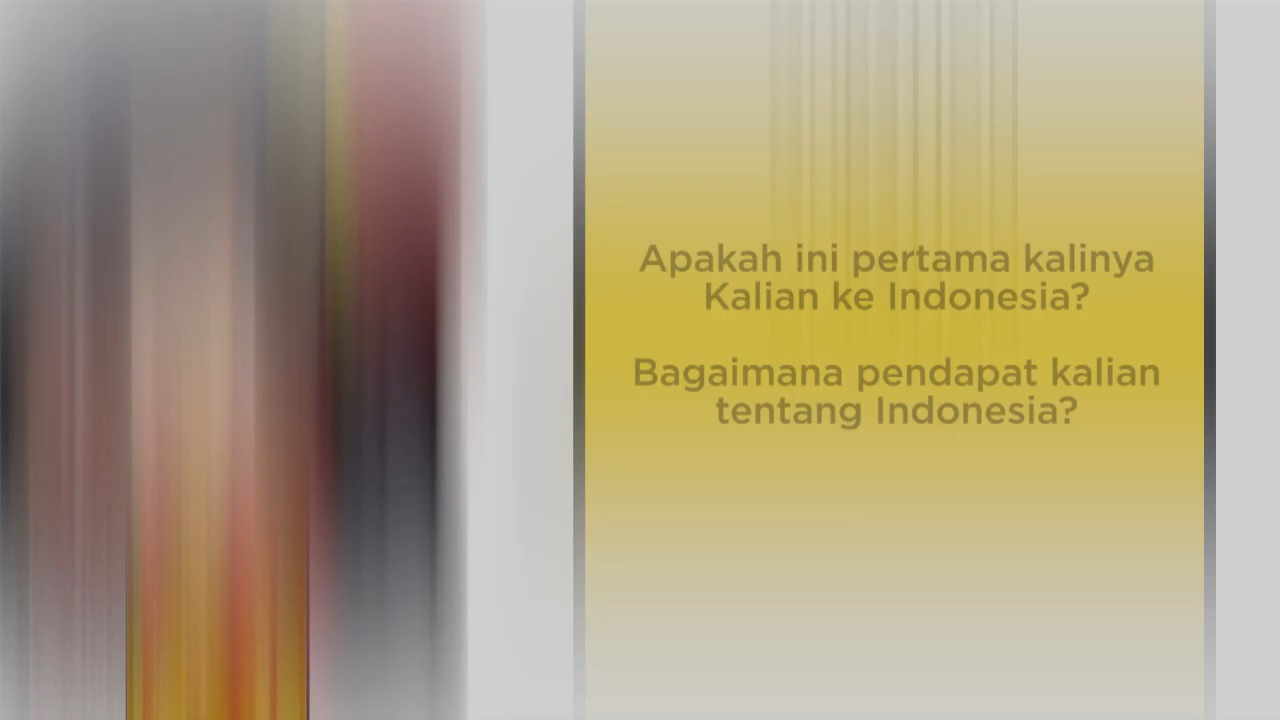 Apakah ini pertama kalinya
Kalian ke Indonesia?
Bagaimana pendapat kalian
tentang Indonesia?